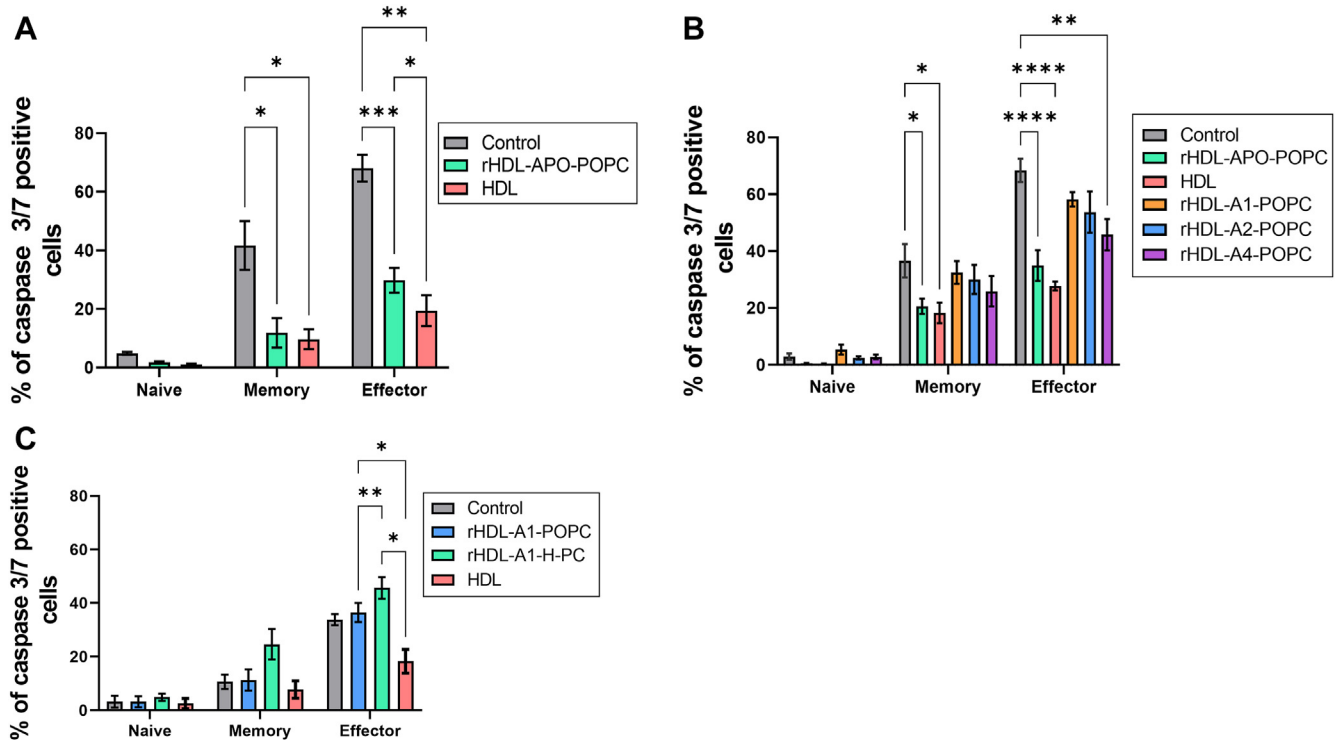 A
% of caspase 3/7 positive
cells
80
60
40
20
0
**
*
*
*
***
Naive
Memory
Effector
Control
rHDL-APO-POPC
HDL
B
% of caspase 3/7 positive
cells
80
60
40
20
0
**
*
****
*
****
Naive
Memory
Effector
Control
rHDL-APO-POPC
HDL
rHDL-A1-POPC
rHDL-A2-POPC
rHDL-A4-POPC
C
% of caspase 3/7 positive
cells
80
60
40
20
0
*
**
*
Naive
Memory
Effector
Control
rHDL-A1-POPC
rHDL-A1-H-PC
HDL